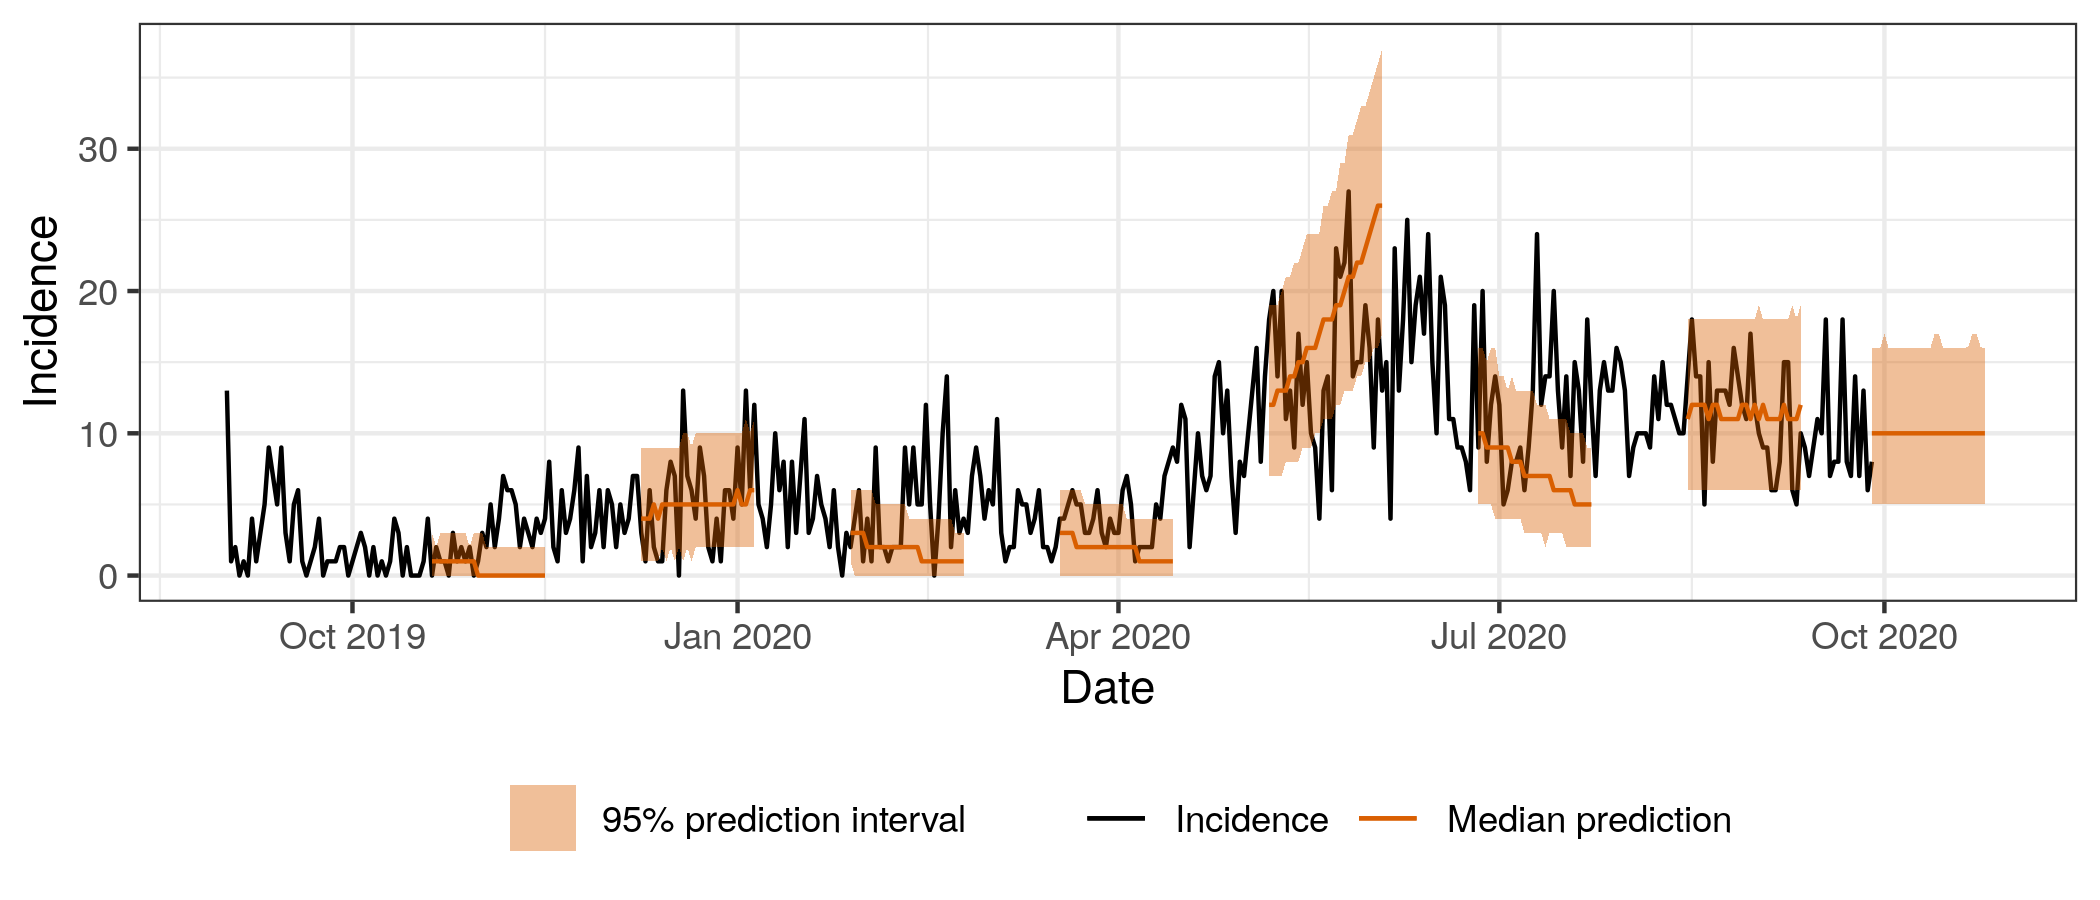 Incidence
30
20
10
0
Oct 2019
Jan 2020
Apr 2020
Jul 2020
Oct 2020
Date
95% prediction interval
Incidence
Median prediction